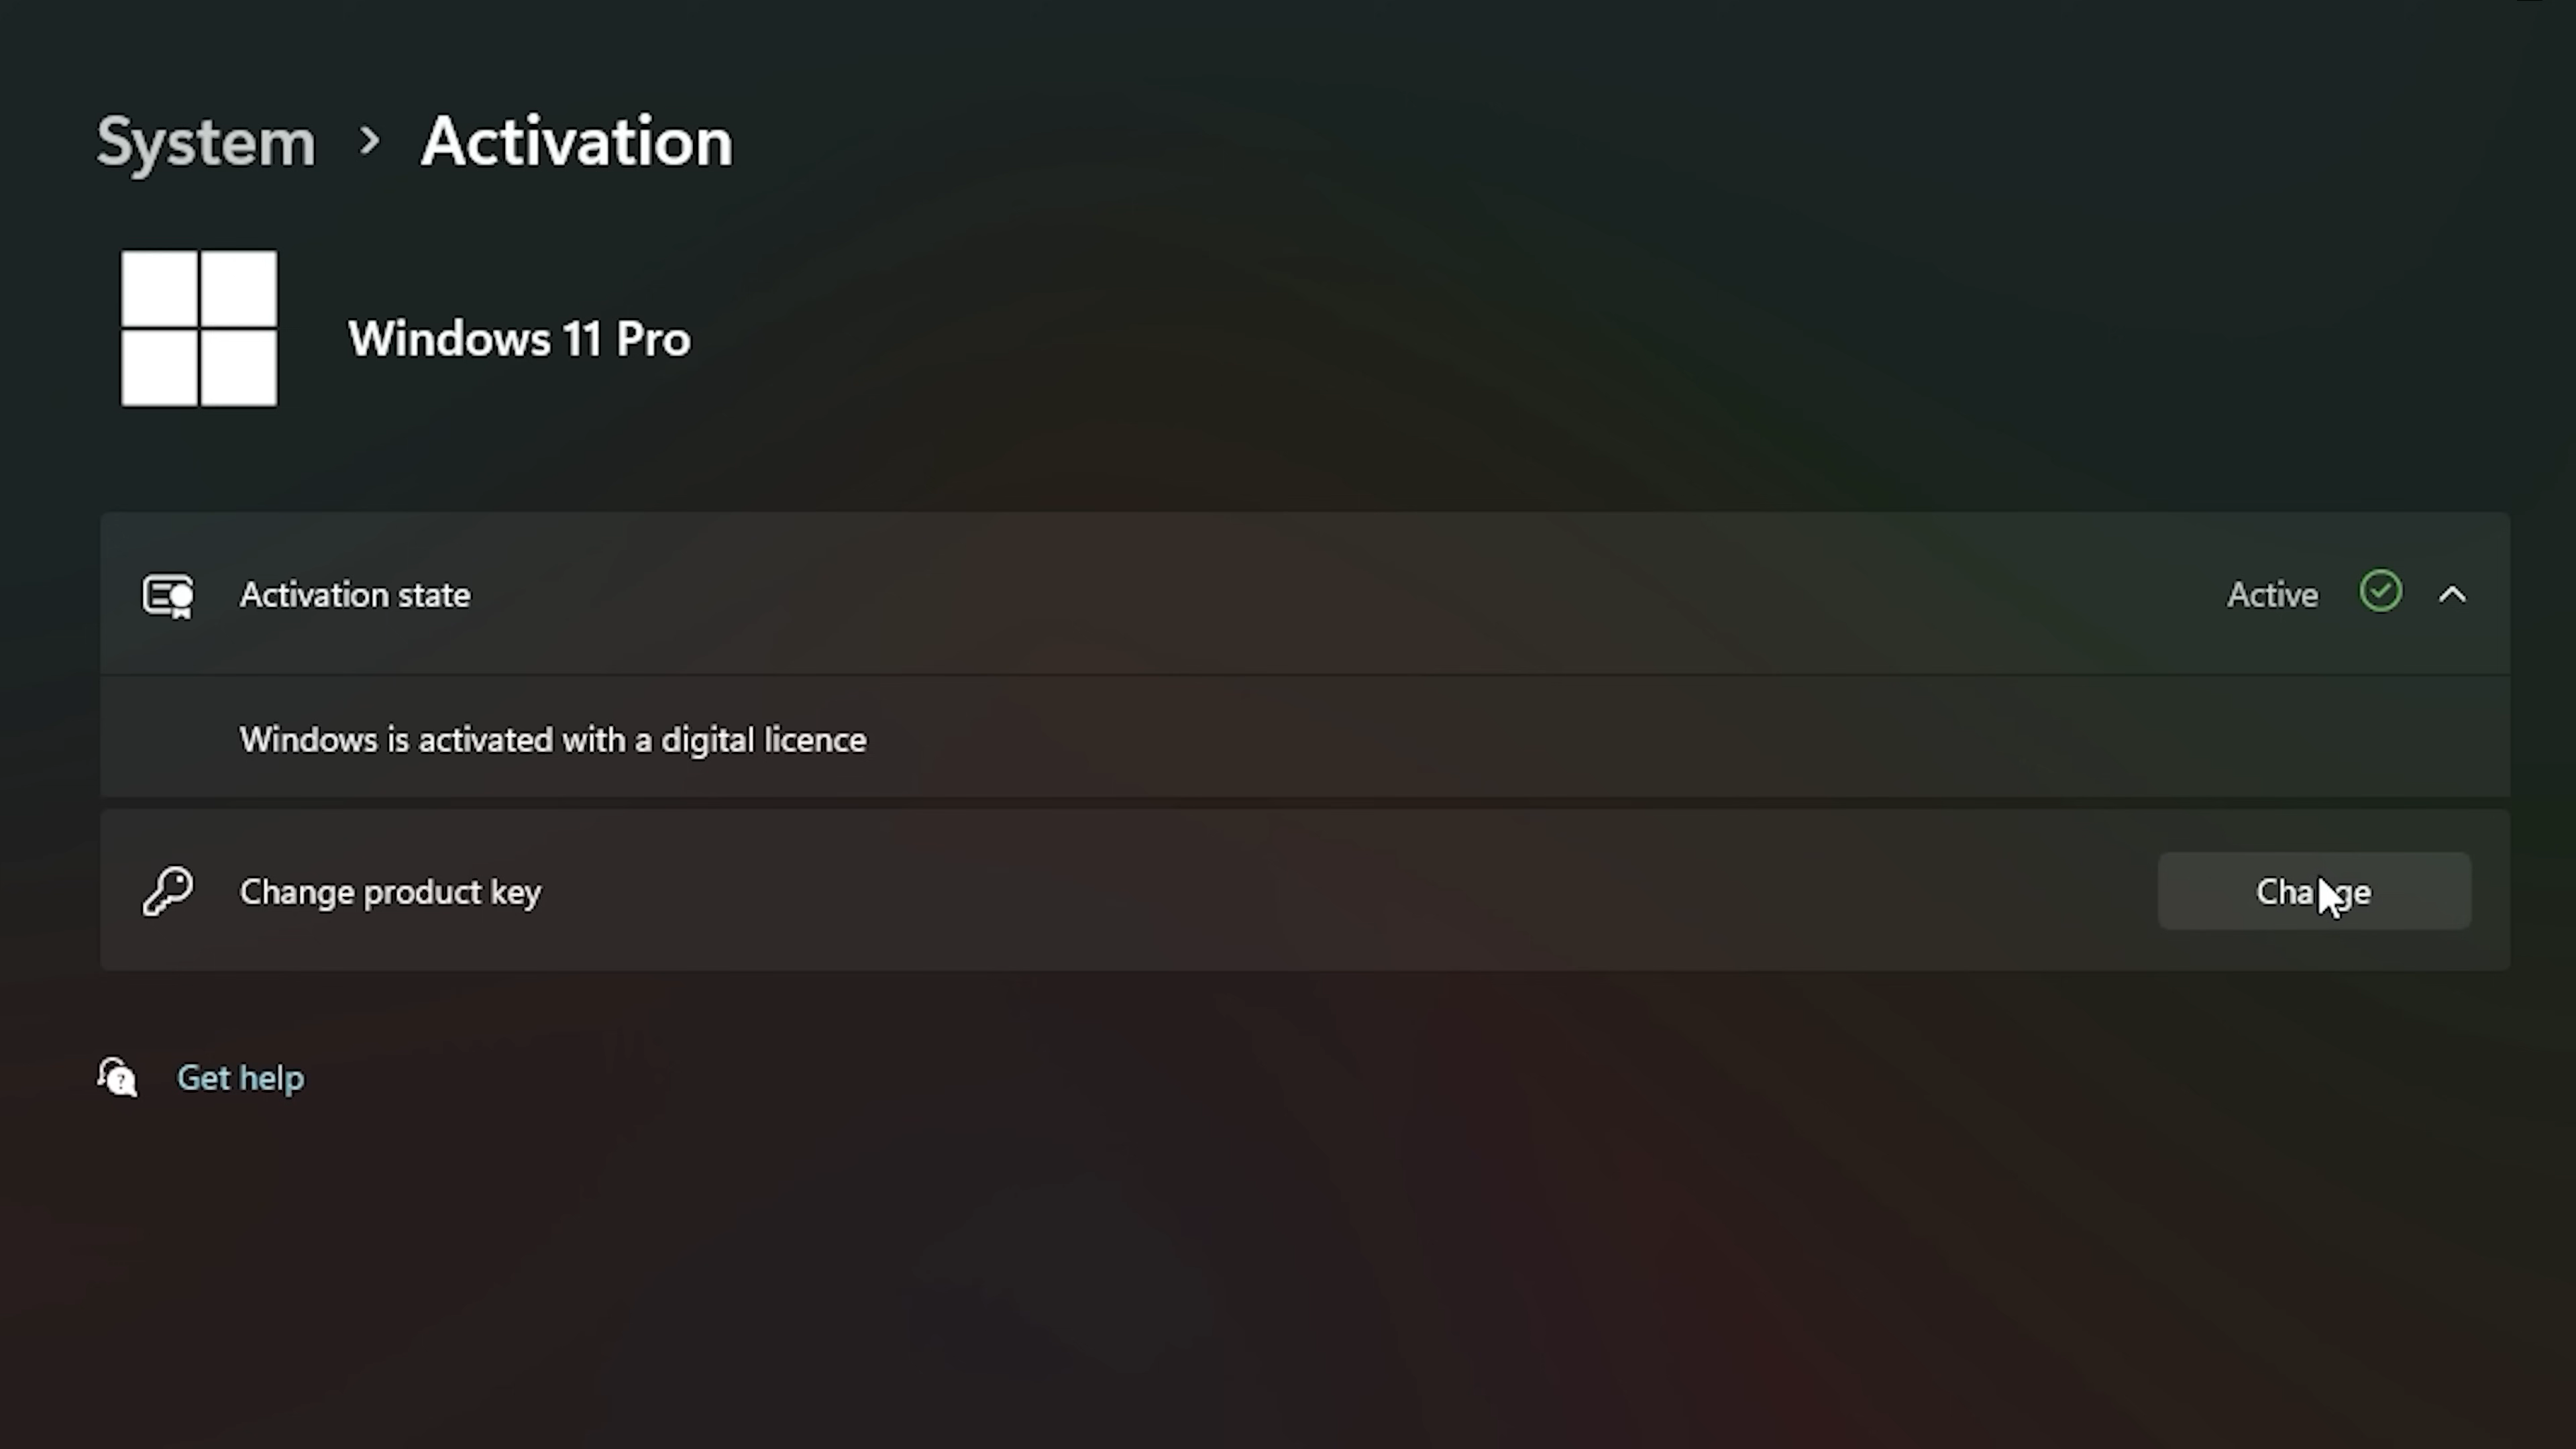 System > Activation
Windows 11 Pro
Activation state
Active
Windows is activated with a digital licence
Change product key
Change
Get help